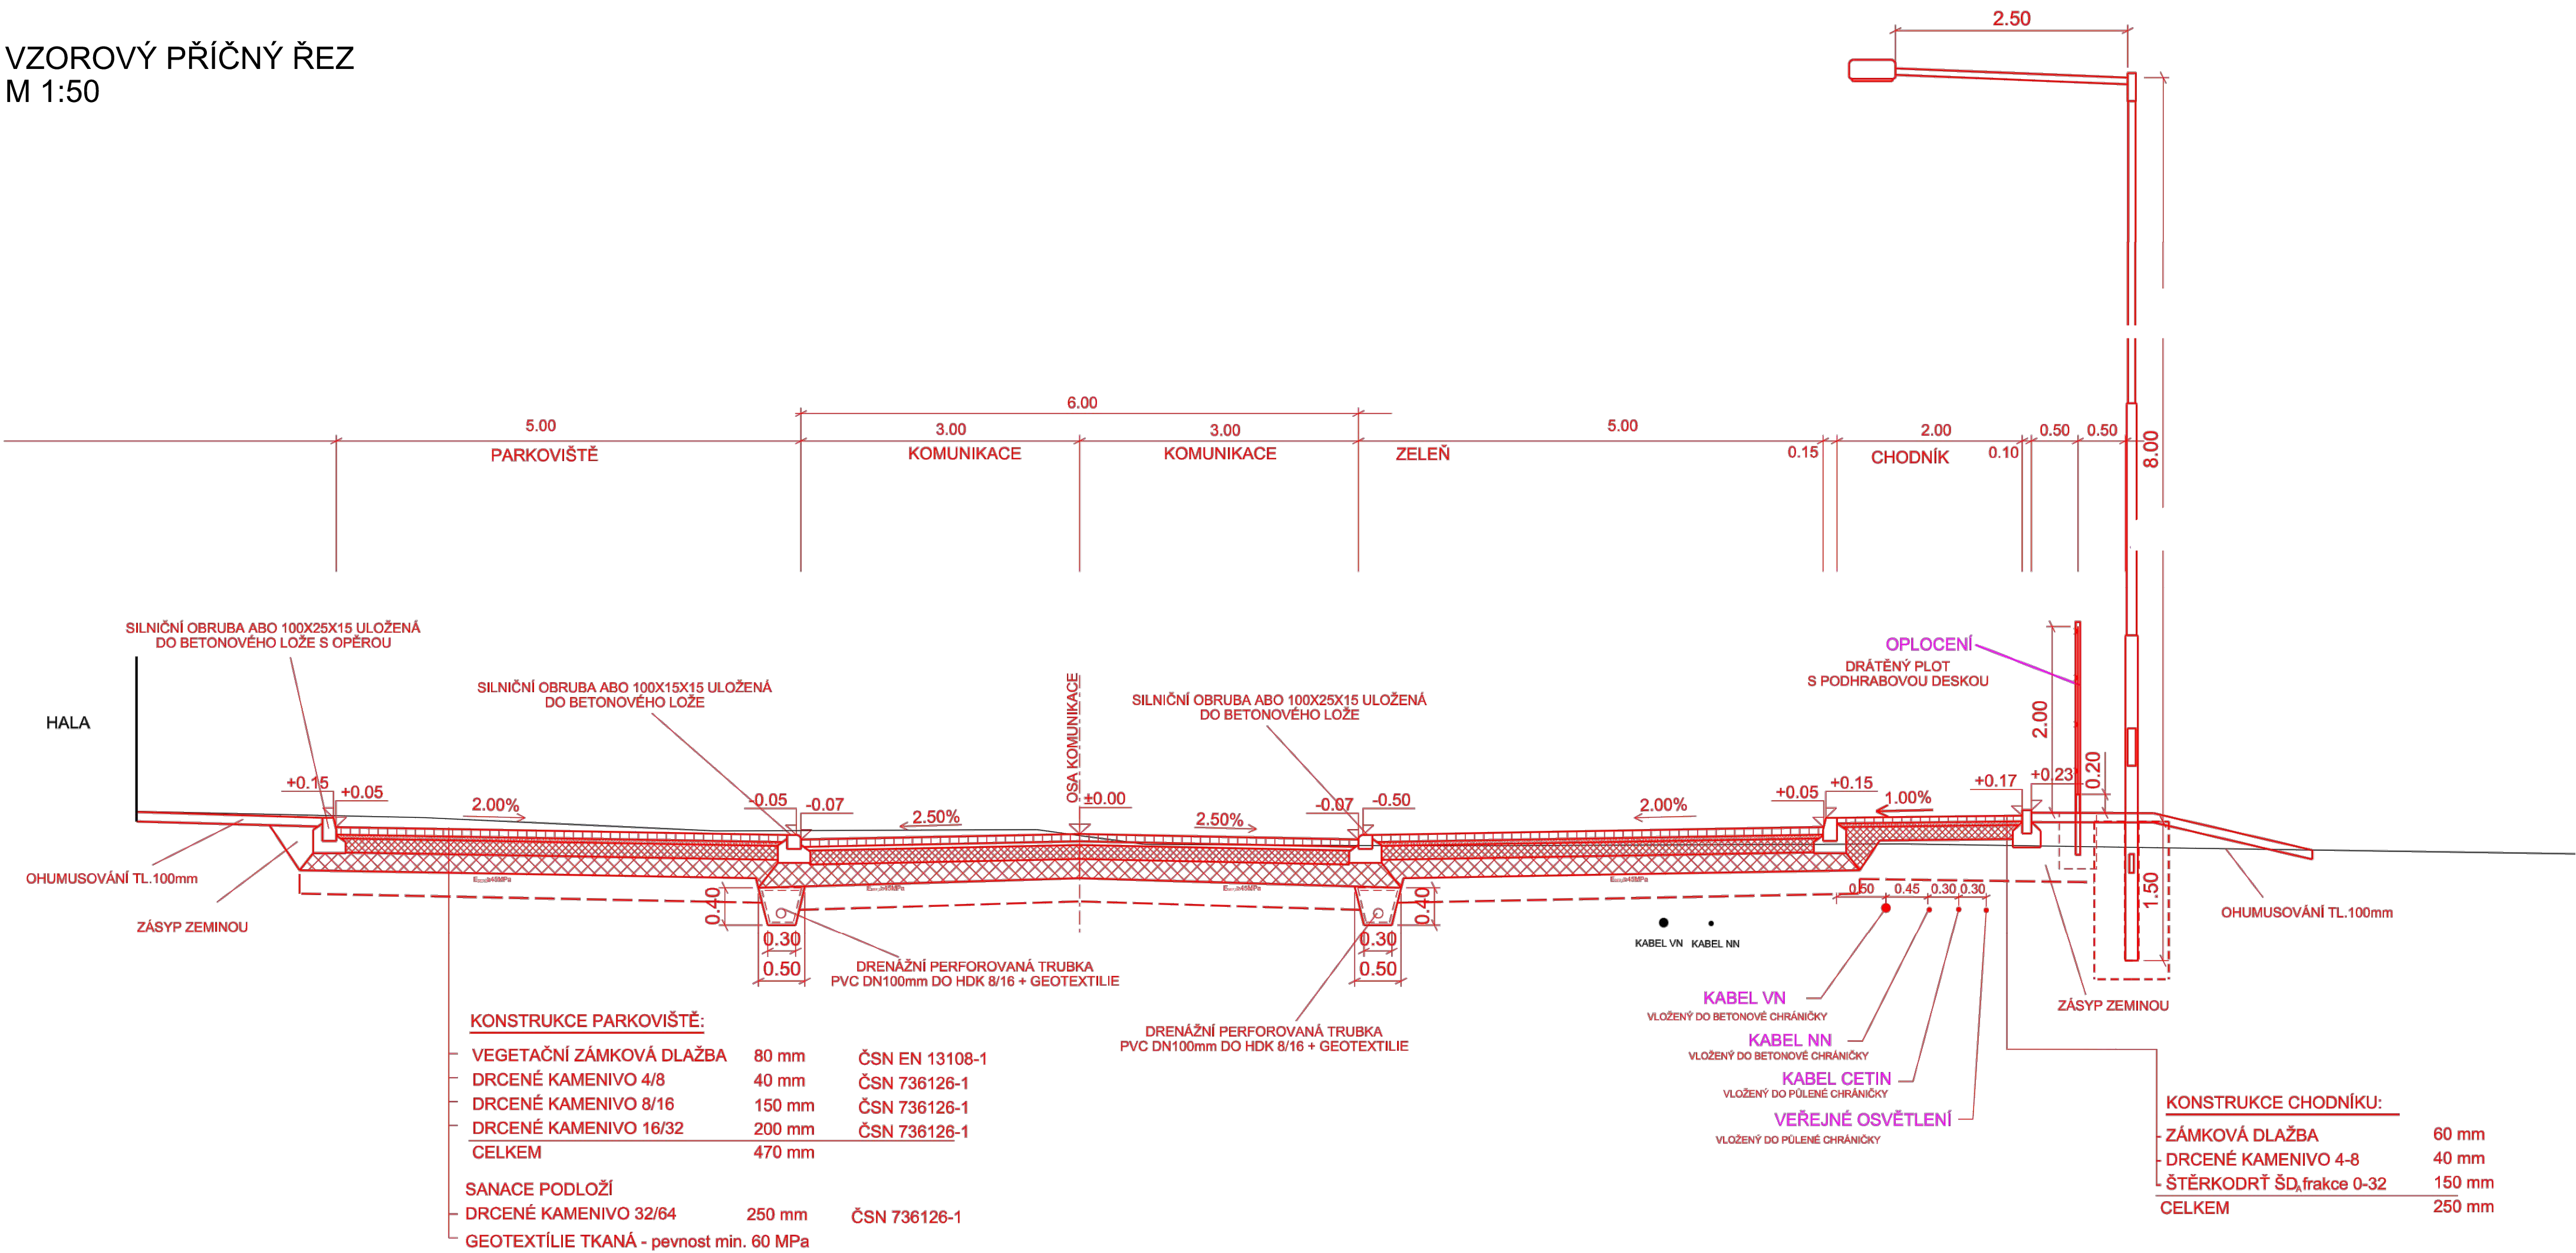 VZOROVÝ PŘÍČNÝ ŘEZ
M 1:50
2.50
6.00
5.00
3.00
3.00
5.00
2.00
0.50
0.50
PARKOVIŠTĚ
KOMUNIKACE
KOMUNIKACE
ZELEŇ
0.15
CHODNÍK
0.10
8.00
SILNIČNÍ OBRUBA ABO 100X25X15 ULOŽENÁ
DO BETONOVÉHO LOŽE S OPĚROU
SILNIČNÍ OBRUBA ABO 100X15X15 ULOŽENÁ
DO BETONOVÉHO LOŽE
OSA KOMUNIKACE
SILNIČNÍ OBRUBA ABO 100X25X15 ULOŽENÁ
DO BETONOVÉHO LOŽE
OPLOCENÍ
DRÁTĚNÝ PLOT
S PODHRABOVOU DESKOU
HALA
2.00
0.20
+0.15
+0.05
2.00%
-0.05
-0.07
2.50%
±0.00
2.50%
-0.07
-0.50
2.00%
+0.05
+0.15
1.00%
+0.17
+0.23
OHUMUSOVÁNÍ TL.100mm
ZÁSYP ZEMINOU
0.40
0.30
0.50
0.40
0.30
0.50
DRENÁŽNÍ PERFOROVANÁ TRUBKA
PVC DN100mm DO HDK 8/16 + GEOTEXTILIE
DRENÁŽNÍ PERFOROVANÁ TRUBKA
PVC DN100mm DO HDK 8/16 + GEOTEXTILIE
0.50
0.45
0.30
0.30
KABEL VN
KABEL NN
1.50
OHUMUSOVÁNÍ TL.100mm
ZÁSYP ZEMINOU
KABEL VN
VLOŽENÝ DO BETONOVÉ CHRÁNIČKY
KABEL NN
VLOŽENÝ DO BETONOVÉ CHRÁNIČKY
KABEL CETIN
VLOŽENÝ DO PŮLENÉ CHRÁNIČKY
VEŘEJNÉ OSVĚTLENÍ
VLOŽENÝ DO PŮLENÉ CHRÁNIČKY
KONSTRUKCE PARKOVIŠTĚ:
VEGETAČNÍ ZÁMKOVÁ DLAŽBA 80 mm ČSN EN 13108-1
DRCENÉ KAMENIVO 4/8 40 mm ČSN 736126-1
DRCENÉ KAMENIVO 8/16 150 mm ČSN 736126-1
DRCENÉ KAMENIVO 16/32 200 mm ČSN 736126-1
CELKEM 470 mm
SANACE PODLOŽÍ
DRCENÉ KAMENIVO 32/64 250 mm ČSN 736126-1
GEOTEXTÍLIE TKANÁ - pevnost min. 60 MPa
KONSTRUKCE CHODNÍKU:
ZÁMKOVÁ DLAŽBA 60 mm
DRCENÉ KAMENIVO 4-8 40 mm
ŠTĚRKODRŤ ŠDA frakce 0-32 150 mm
CELKEM 250 mm